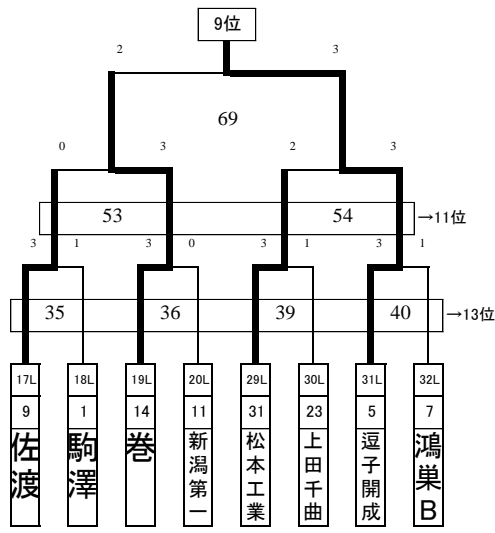 9位
2 3
69
0 3 2 3
53 54 →11位
3 1 3 0 3 1 3 1
35 36 39 40 →13位
17L 18L 19L 20L 29L 30L 31L 32L
9 1 14 11 31 23 5 7
佐渡 駒澤 巻 新潟第一 松本工業 上田千曲 逗子開成 鴻巣B